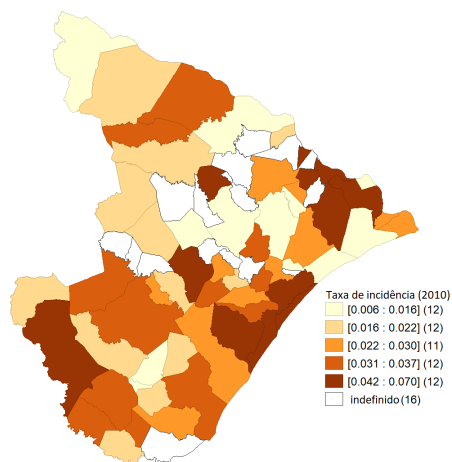 Taxa de incidência (2010)
[0.006 : 0.016] (12)
[0.016 : 0.022] (12)
[0.022 : 0.030] (11)
[0.031 : 0.037] (12)
[0.042 : 0.070] (12)
indefinido (16)